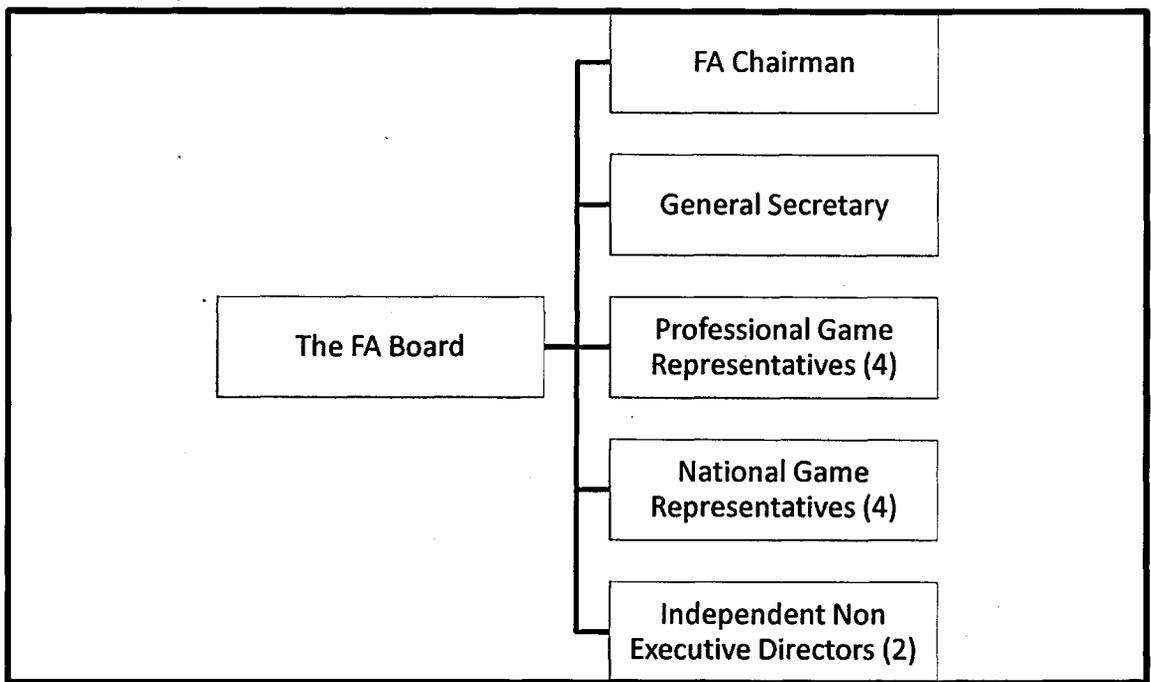 FA Chairman
General Secretary
The FA Board
Professional Game
Representatives (4)
National Game
Representatives (4)
Independent Non
Executive Directors (2)